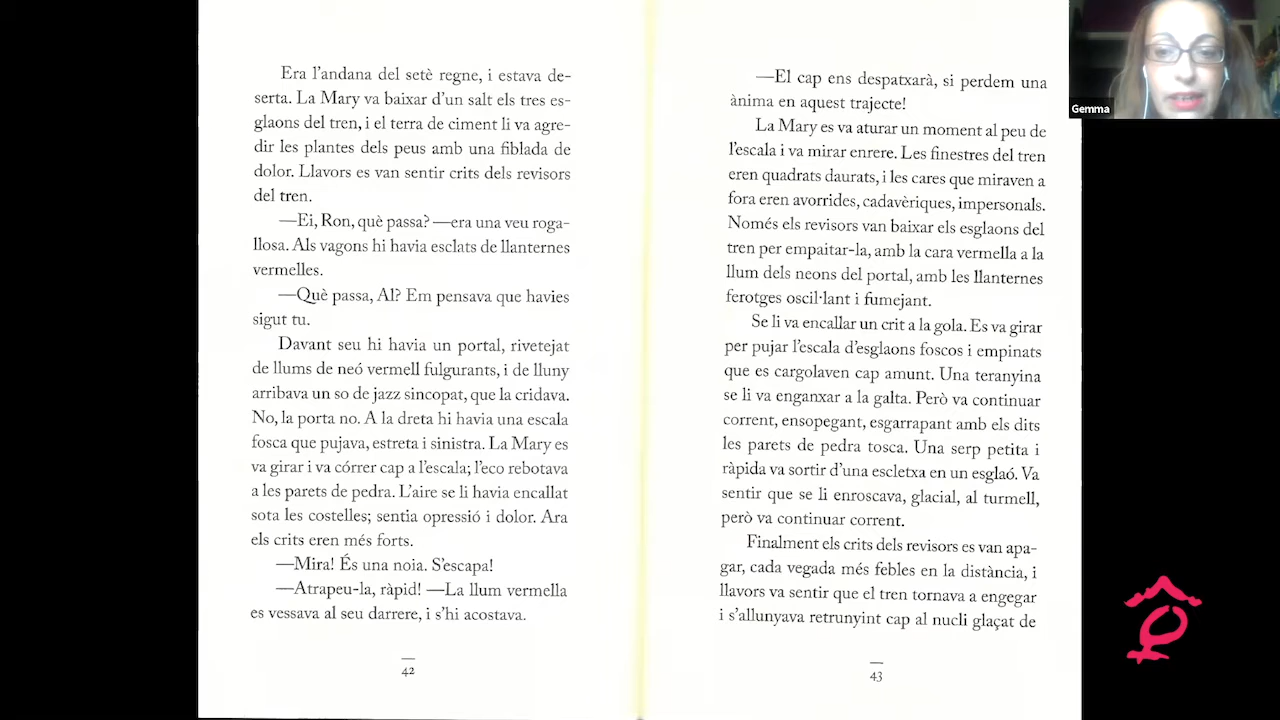 Era l'andana del setè regne, i estava de-
serta. La Mary va baixar d'un salt els tres es-
glaons del tren, i el terra de ciment li va agre-
dir les plantes dels peus amb una fiblada de
dolor. Llavors es van sentir crits dels revisors
del tren.
—Ei, Ron, què passa? —era una veu roga-
llosa. Als vagons hi havia esclats de llanternes
vermelles.
—Què passa, Al? Em pensava que havies
sigut tu.
Davant seu hi havia un portal, rivetejat
de llums de neó vermell fulgurants, i de lluny
arribava un so de jazz sincopat, que la cridava.
No, la porta no. A la dreta hi havia una escala
fosca que pujava, estreta i sinistra. La Mary es
va girar i va córrer cap a l'escala; l'eco rebotava
a les parets de pedra. L'aire se li havia encallat
sota les costelles; sentia opressió i dolor. Ara
els crits eren més forts.
—Mira! És una noia. S'escapa!
—Atrapeu-la, ràpid! —La llum vermella
es vessava al seu darrere, i s'hi acostava.
42
—El cap ens despatxarà, si perdem una
ànima en aquest trajecte!
La Mary es va aturar un moment al peu de
l'escala i va mirar enrere. Les finestres del tren
eren quadrats daurats, i les cares que miraven a
fora eren avorrides, cadavèriques, impersonals.
Només els revisors van baixar els esglaons del
tren per empaitar-la, amb la cara vermella a la
llum dels neons del portal, amb les llanternes
ferotges oscil·lant i fumejant.
Se li va encallar un crit a la gola. Es va girar
per pujar l'escala d'esglaons foscos i empinats
que es cargolaven cap amunt. Una teranyina
se li va enganxar a la galta. Però va continuar
corrent, ensopegant, esgarrapant amb els dits
les parets de pedra tosca. Una serp petita i
ràpida va sortir d'una escletxa en un esglaó. Va
sentir que se li enroscava, glacial, al turmell,
però va continuar corrent.
Finalment els crits dels revisors es van apa-
gar, cada vegada més febles en la distància, i
llavors va sentir que el tren tornava a engegar
i s'allunyava retrunyint cap al nucli glaçat de
43
Gemma